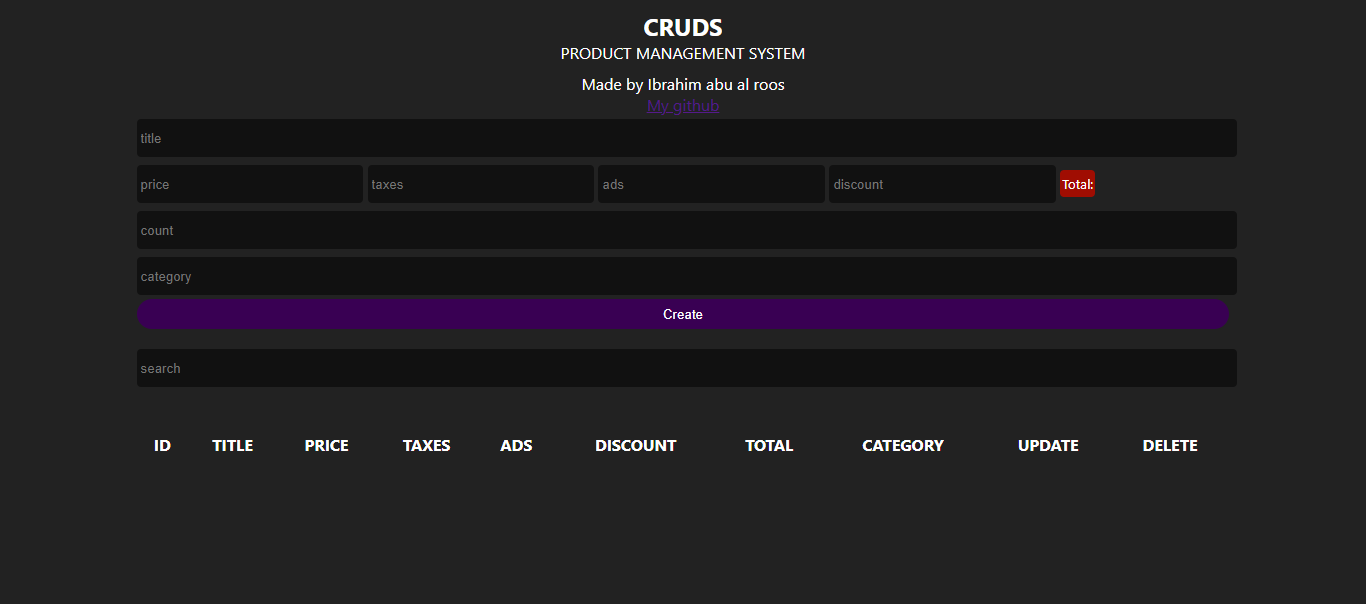 CRUDS
PRODUCT MANAGEMENT SYSTEM
Made by Ibrahim abu al roos
My github
title
price taxes ads discount Total:
count
category
Create
search
ID TITLE PRICE TAXES ADS DISCOUNT TOTAL CATEGORY UPDATE DELETE